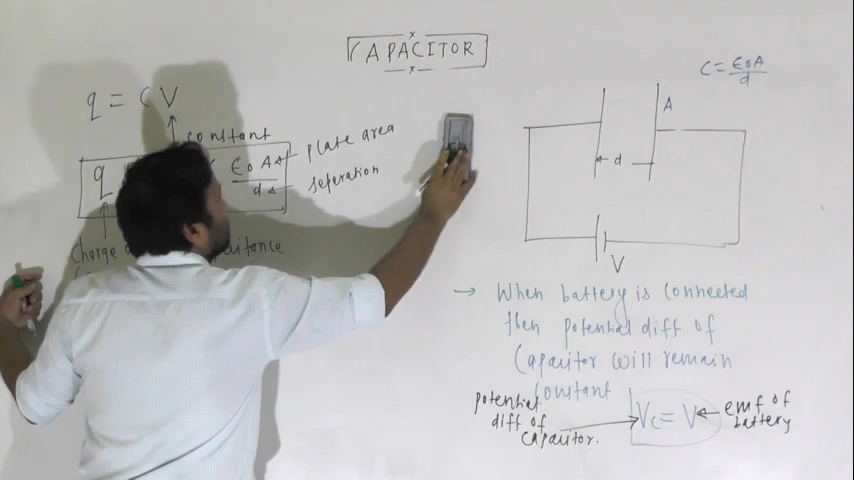 CAPACITOR
q = CV
constant
q ε0A
d
plate area
seperation
Charge
C = ε0A
d
A
d
V
→ When battery is connected
then potential diff of
Capacitor will remain
constant
potential
diff of
capacitor.
Vc = V
emf of
battery